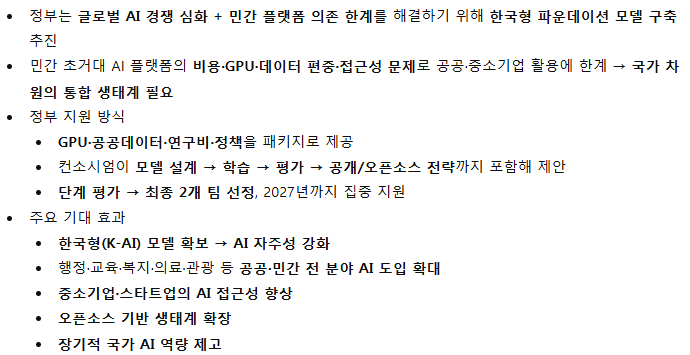 • 정부는 글로벌 AI 경쟁 심화 + 민간 플랫폼 의존 한계를 해결하기 위해 한국형 파운데이션 모델 구축
추진
• 민간 초거대 AI 플랫폼의 비용·GPU·데이터 편중·접근성 문제로 공공·중소기업 활용에 한계 → 국가 차
원의 통합 생태계 필요
• 정부 지원 방식
• GPU·공공데이터·연구비·정책을 패키지로 제공
• 컨소시엄이 모델 설계 → 학습 → 평가 → 공개/오픈소스 전략까지 포함해 제안
• 단계 평가 → 최종 2개 팀 선정, 2027년까지 집중 지원
• 주요 기대 효과
• 한국형(K-AI) 모델 확보 → AI 자주성 강화
• 행정·교육·복지·의료·관광 등 공공·민간 전 분야 AI 도입 확대
• 중소기업·스타트업의 AI 접근성 향상
• 오픈소스 기반 생태계 확장
• 장기적 국가 AI 역량 제고